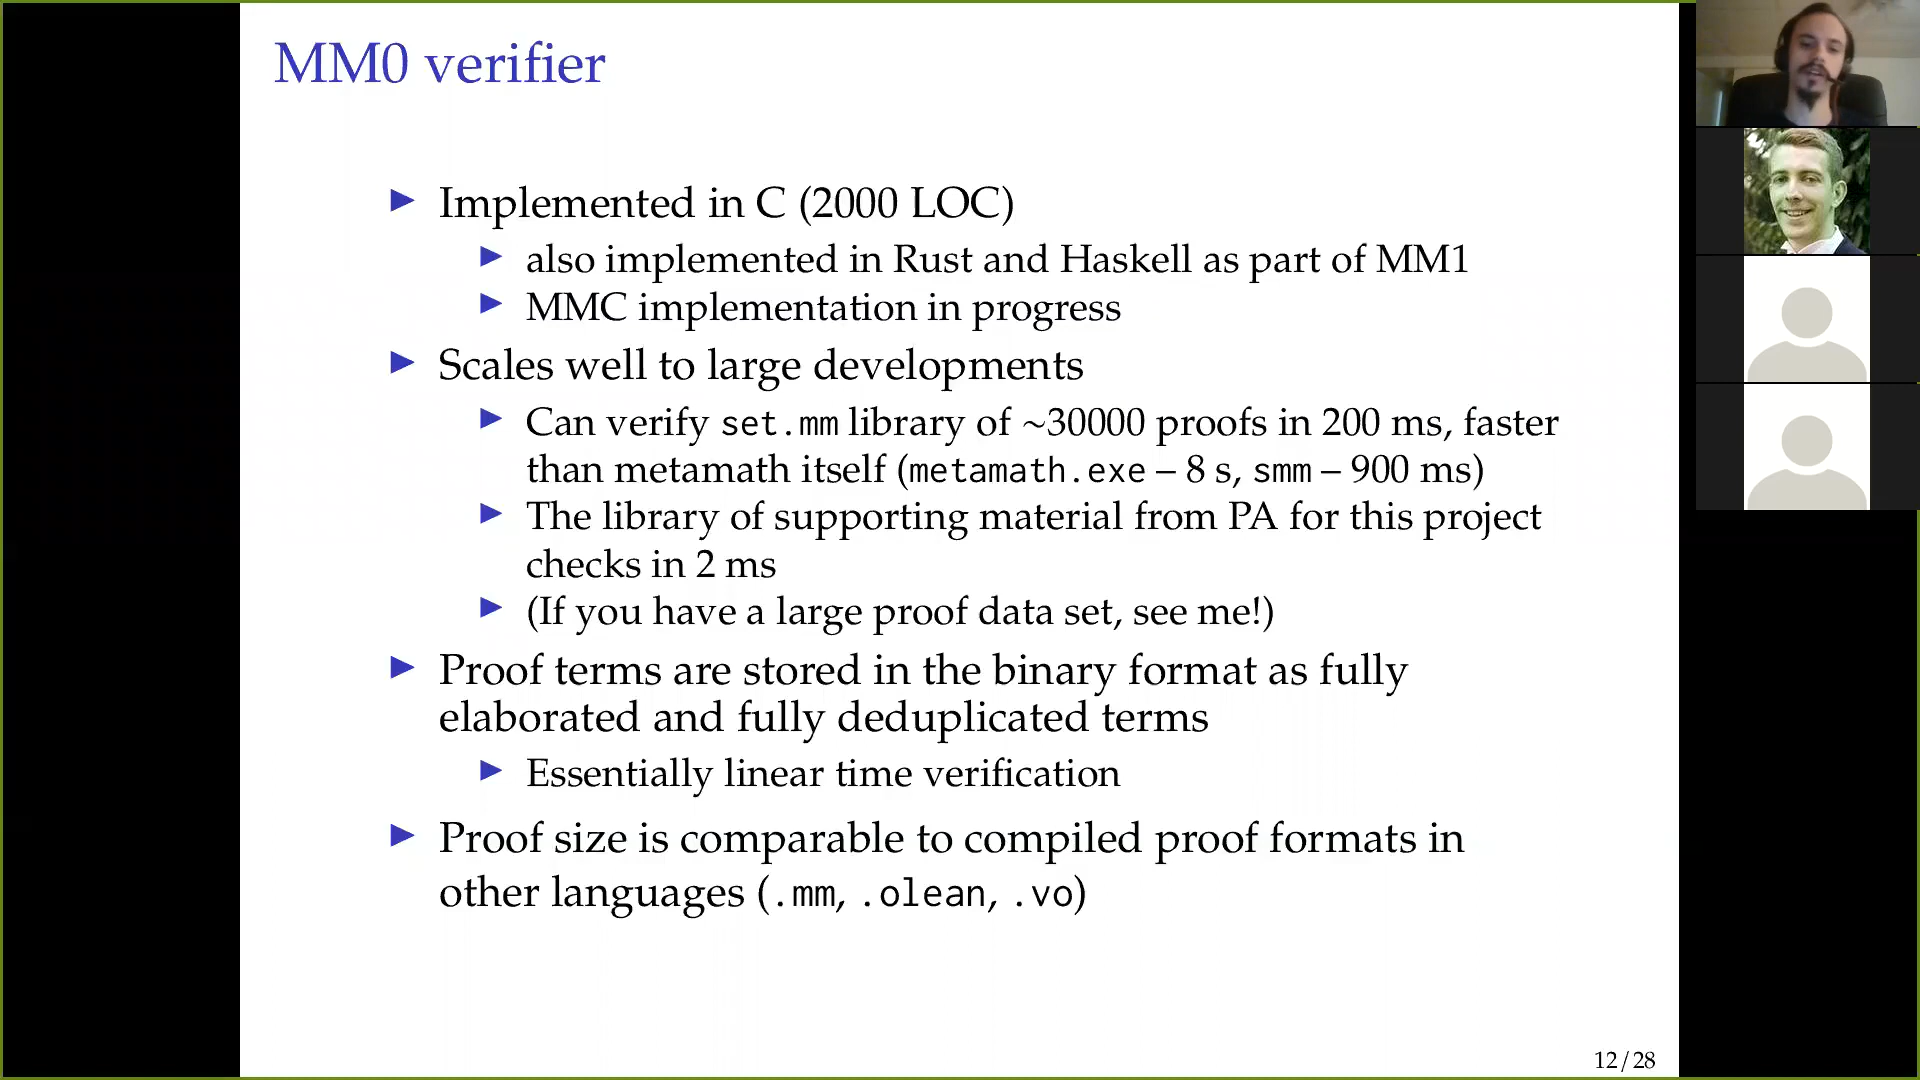 MM0 verifier
▶ Implemented in C (2000 LOC)
▶ also implemented in Rust and Haskell as part of MM1
▶ MMC implementation in progress
▶ Scales well to large developments
▶ Can verify set.mm library of ~30000 proofs in 200 ms, faster
than metamath itself (metamath.exe – 8 s, smm – 900 ms)
▶ The library of supporting material from PA for this project
checks in 2 ms
▶ (If you have a large proof data set, see me!)
▶ Proof terms are stored in the binary format as fully
elaborated and fully deduplicated terms
▶ Essentially linear time verification
▶ Proof size is comparable to compiled proof formats in
other languages (.mm, .olean, .vo)
12 / 28